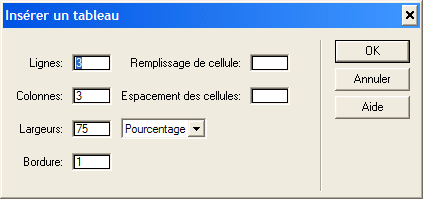 Insérer un tableau
Lignes: 3 Remplissage de cellule: OK
Colonnes: 3 Espacement des cellules: Annuler
Aide
Largeurs: 75 Pourcentage
Bordure: 1